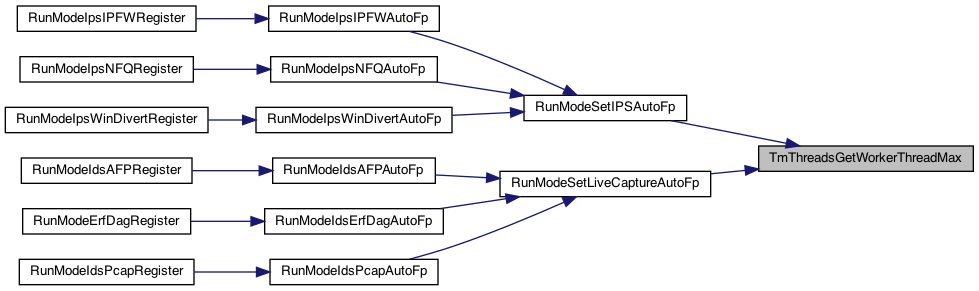 RunModeIpsIPFWRegister
RunModeIpsIPFWAutoFp
RunModeIpsNFQRegister
RunModeIpsNFQAutoFp
RunModeSetIPSAutoFp
RunModeIpsWinDivertRegister
RunModeIpsWinDivertAutoFp
TmThreadsGetWorkerThreadMax
RunModeIdsAFPRegister
RunModeIdsAFPAutoFp
RunModeSetLiveCaptureAutoFp
RunModeErfDagRegister
RunModeIdsErfDagAutoFp
RunModeIdsPcapRegister
RunModeIdsPcapAutoFp